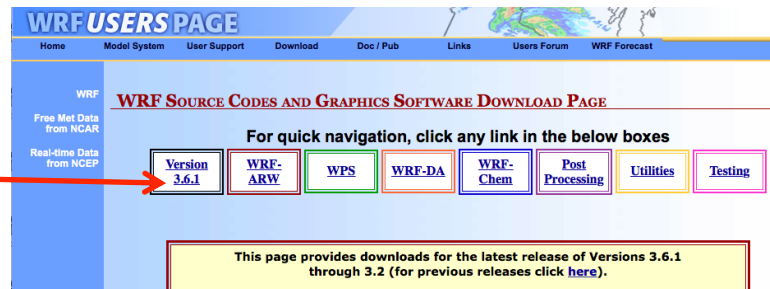 WRF USERS PAGE
Home Model System User Support Download Doc / Pub Links Users Forum WRF Forecast
WRF
Free Met Data
from NCAR
Real-time Data
from NCEP
WRF SOURCE CODES AND GRAPHICS SOFTWARE DOWNLOAD PAGE
For quick navigation, click any link in the below boxes
Version
3.6.1
WRF-
ARW
WPS
WRF-DA
WRF-
Chem
Post
Processing
Utilities
Testing
This page provides downloads for the latest release of Versions 3.6.1
through 3.2 (for previous releases click here).